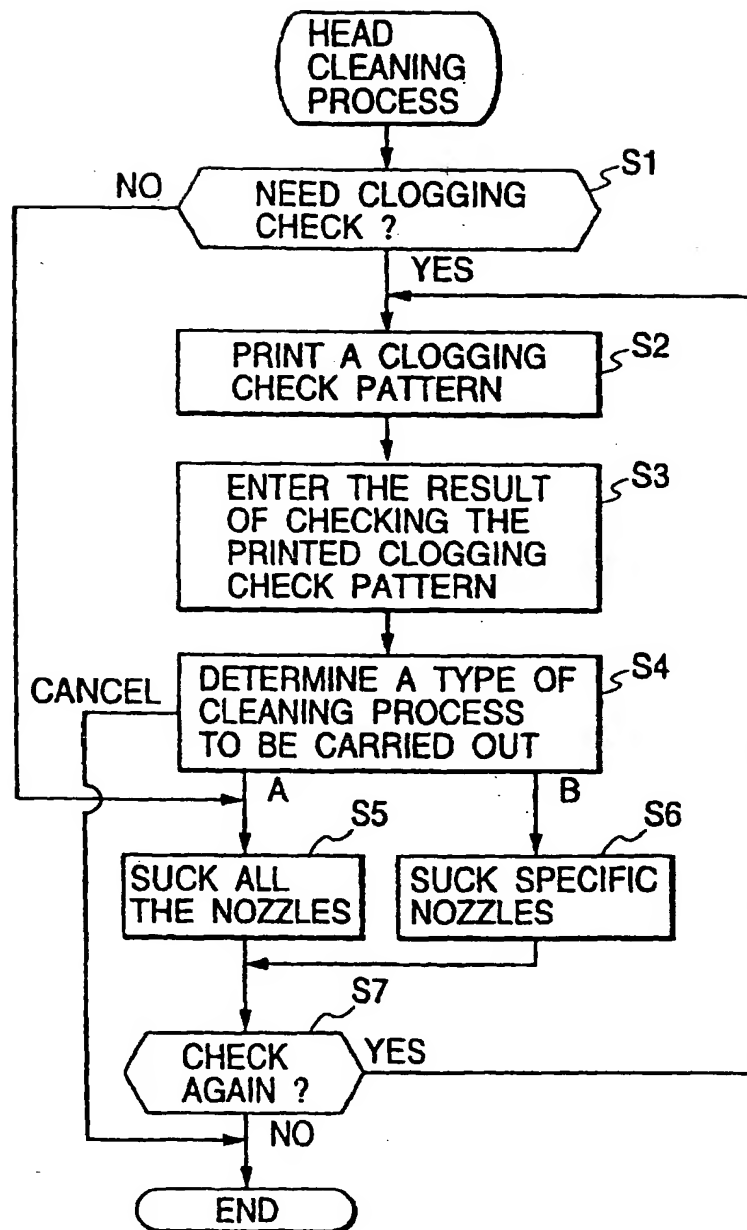 HEAD
CLEANING
PROCESS
S1
NO
NEED CLOGGING
CHECK ?
YES
S2
PRINT A CLOGGING
CHECK PATTERN
S3
ENTER THE RESULT
OF CHECKING THE
PRINTED CLOGGING
CHECK PATTERN
S4
CANCEL
DETERMINE A TYPE OF
CLEANING PROCESS
TO BE CARRIED OUT
A
B
S5
S6
SUCK ALL
THE NOZZLES
SUCK SPECIFIC
NOZZLES
S7
CHECK
AGAIN ?
YES
NO
END